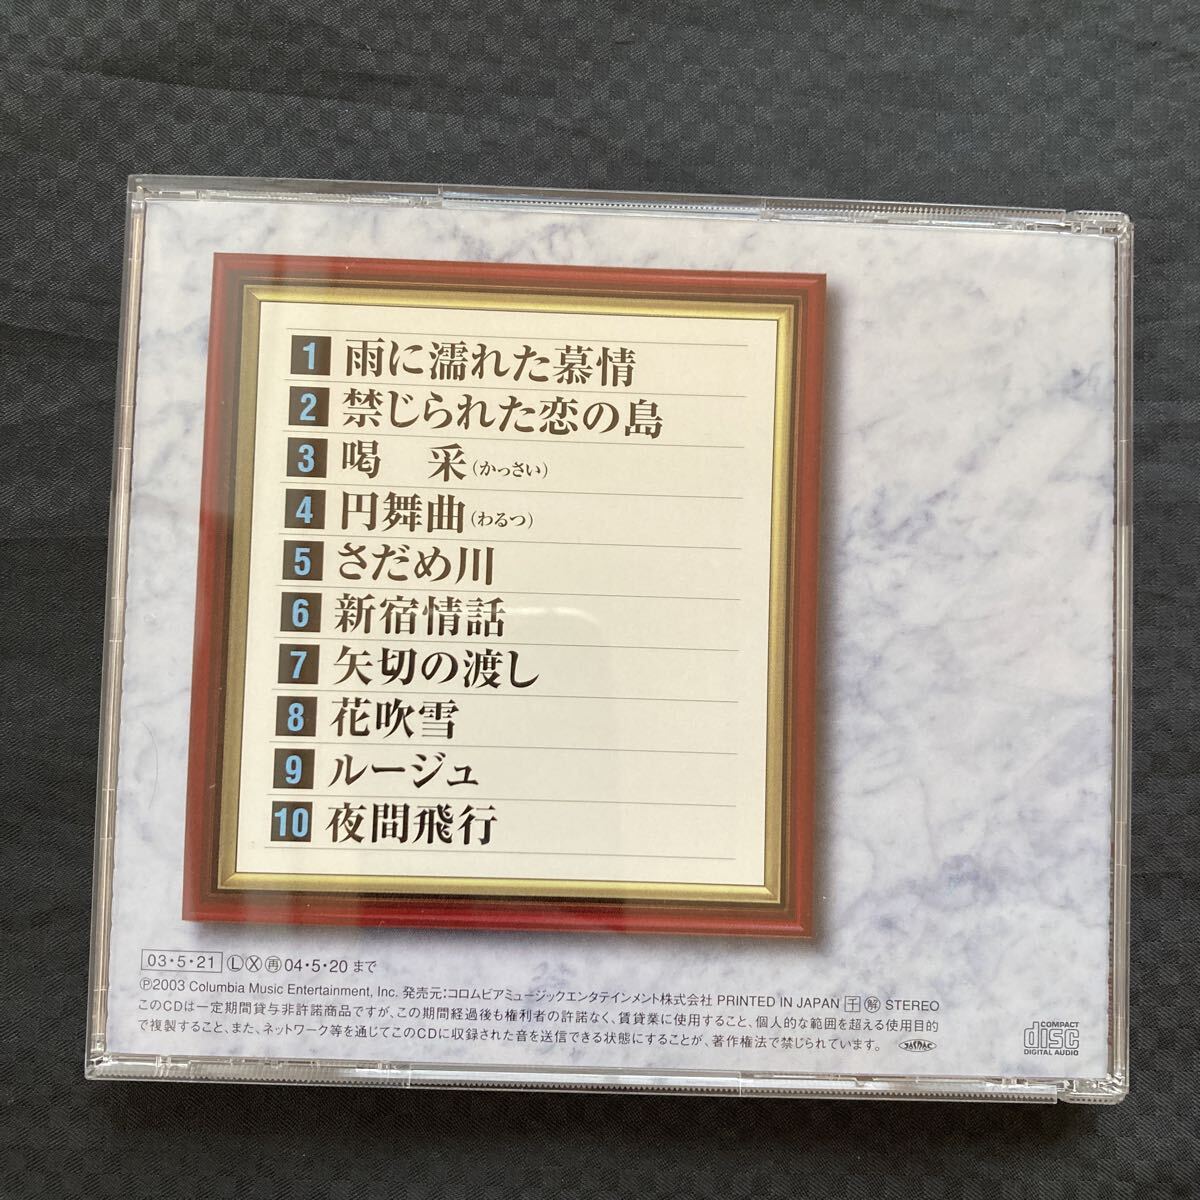 1 雨に濡れた慕情
2 禁じられた恋の島
3 喝 采(かっさい)
4 円舞曲(わるつ)
5 さだめ川
6 新宿情話
7 矢切の渡し
8 花吹雪
9 ルージュ
10 夜間飛行
03・5・21 Ⓛ Ⓧ 再 04・5・20 まで
Ⓟ2003 Columbia Music Entertainment, Inc. 発売元:コロムビアミュージックエンタテインメント株式会社 PRINTED IN JAPAN 干 解 STEREO
このCDは一定期間貸与非許諾商品ですが、この期間経過後も権利者の許諾なく、賃貸業に使用すること、個人的な範囲を超える使用目的
で複製すること、また、ネットワーク等を通じてこのCDに収録された音を送信できる状態にすることが、著作権法で禁じられています。 JASRAC
COMPACT
disc
DIGITAL AUDIO